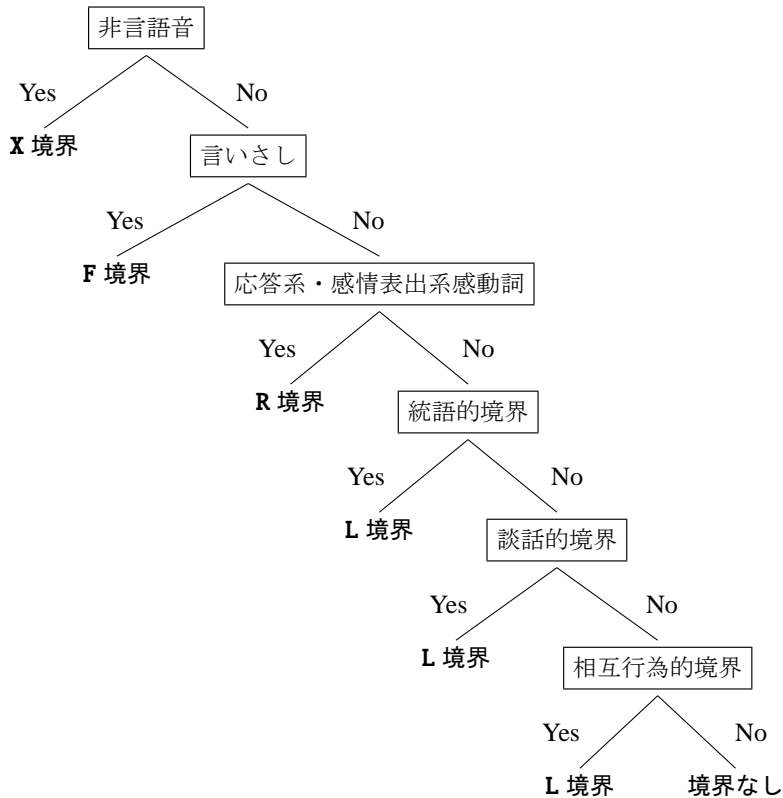 非言語音
Yes No
X 境界
言いさし
Yes No
F 境界
応答系・感情表出系感動詞
Yes No
R 境界
統語的境界
Yes No
L 境界
談話的境界
Yes No
L 境界
相互行為的境界
Yes No
L 境界 境界なし